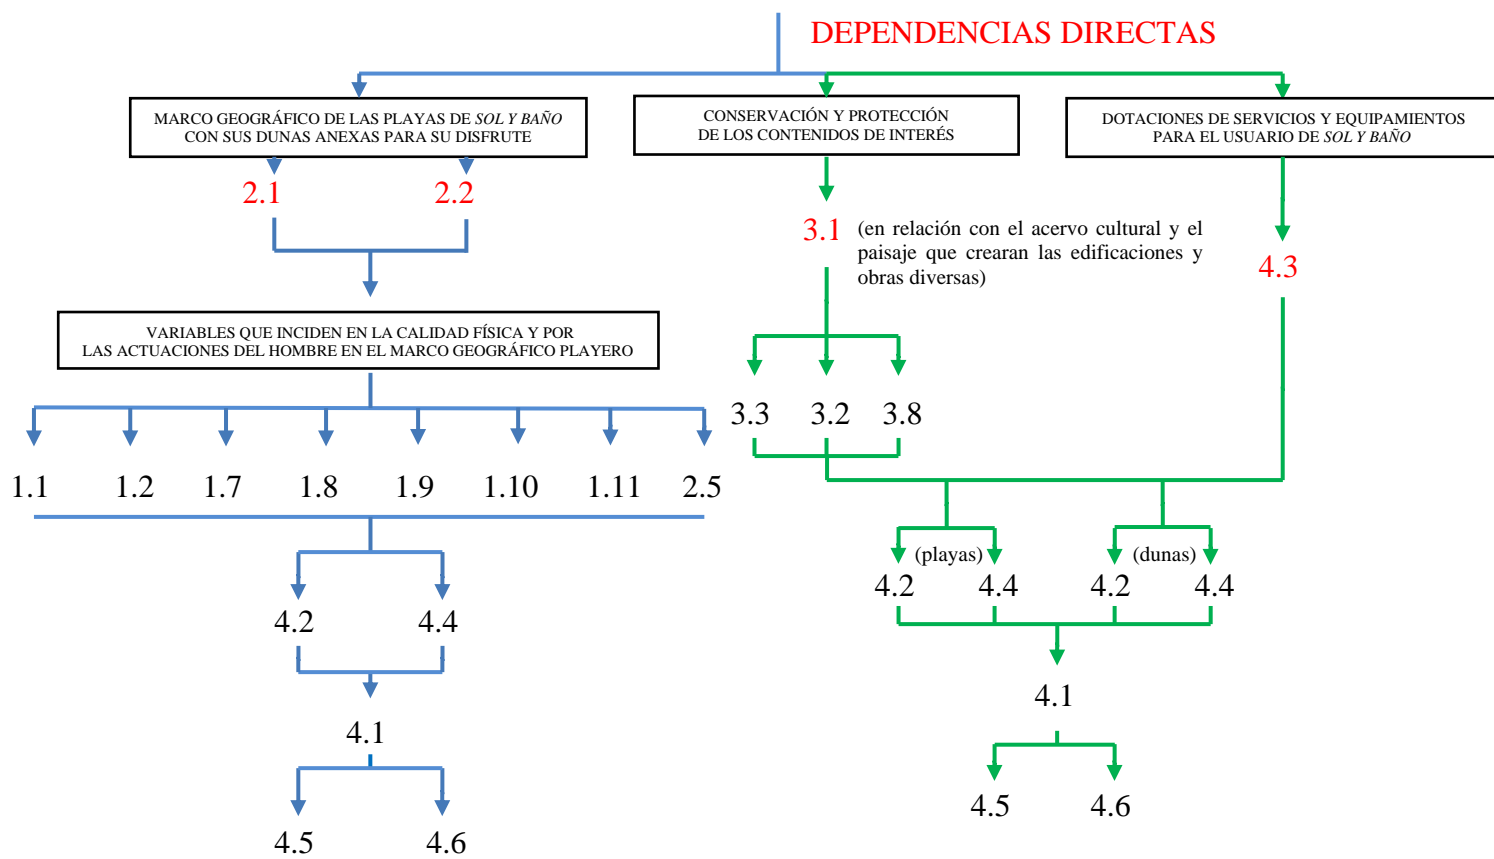 DEPENDENCIAS DIRECTAS
MARCO GEOGRÁFICO DE LAS PLAYAS DE SOL Y BAÑO
CON SUS DUNAS ANEXAS PARA SU DISFRUTE
CONSERVACIÓN Y PROTECCIÓN
DE LOS CONTENIDOS DE INTERÉS
DOTACIONES DE SERVICIOS Y EQUIPAMIENTOS
PARA EL USUARIO DE SOL Y BAÑO
2.1 2.2
3.1 (en relación con el acervo cultural y el
paisaje que crearan las edificaciones y
obras diversas)
4.3
VARIABLES QUE INCIDEN EN LA CALIDAD FÍSICA Y POR
LAS ACTUACIONES DEL HOMBRE EN EL MARCO GEOGRÁFICO PLAYERO
3.3 3.2 3.8
1.1 1.2 1.7 1.8 1.9 1.10 1.11 2.5
(playas) (dunas)
4.2 4.4 4.2 4.4
4.2 4.4
4.1
4.1
4.5 4.6
4.5 4.6